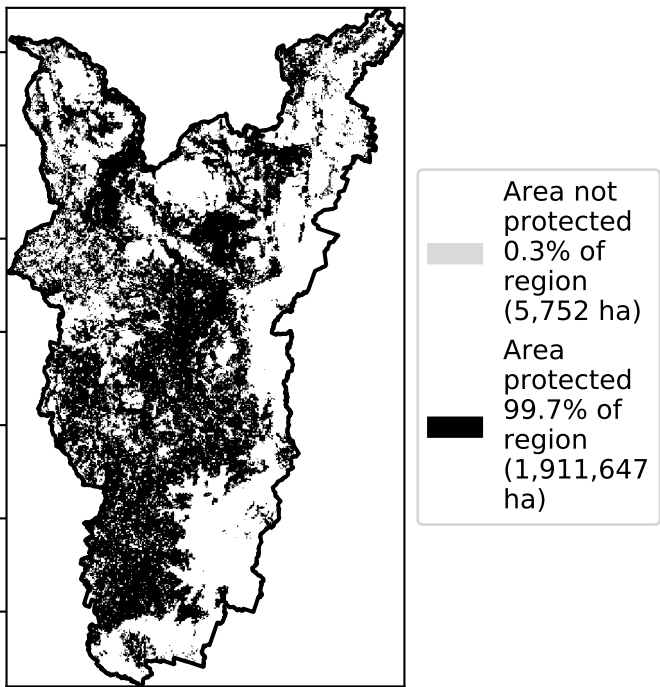 Area not
protected
0.3% of
region
(5,752 ha)
Area
protected
99.7% of
region
(1,911,647
ha)